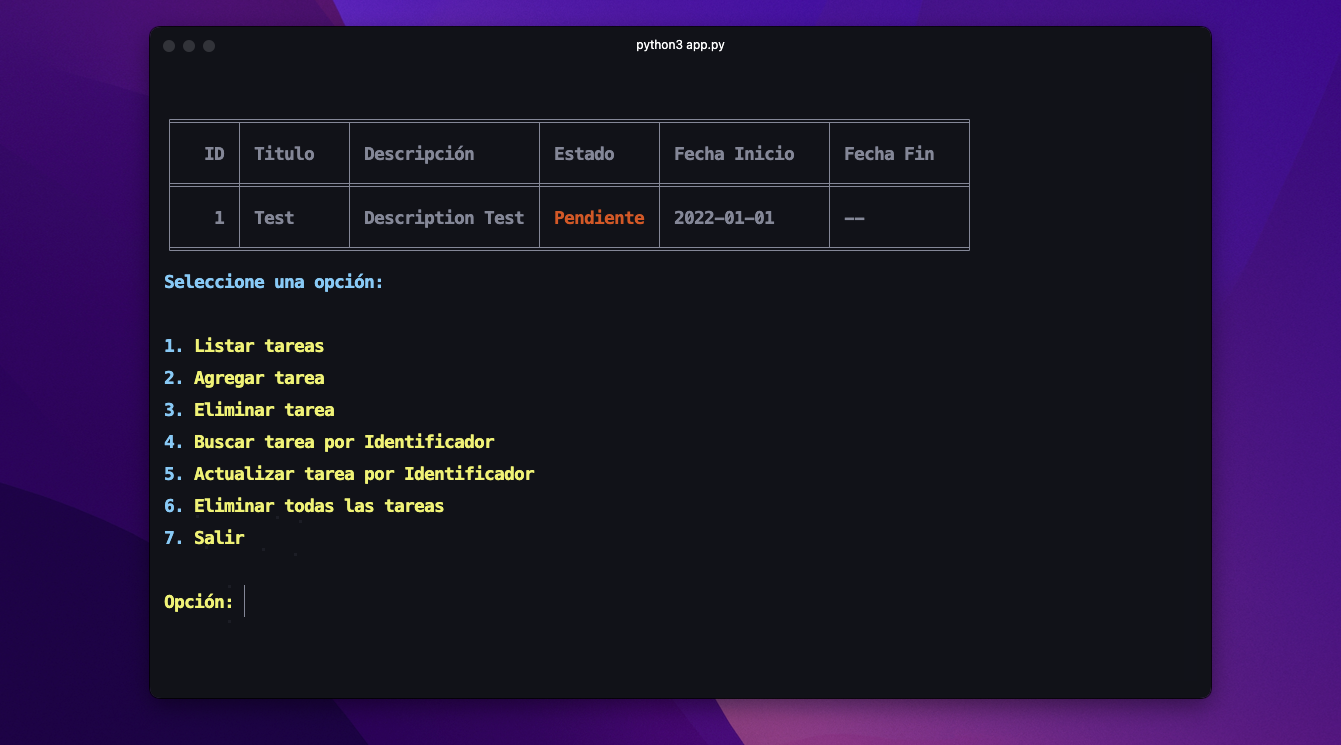 python3 app.py
ID Titulo Descripción Estado Fecha Inicio Fecha Fin
1 Test Description Test Pendiente 2022-01-01 --
Seleccione una opción:
1. Listar tareas
2. Agregar tarea
3. Eliminar tarea
4. Buscar tarea por Identificador
5. Actualizar tarea por Identificador
6. Eliminar todas las tareas
7. Salir
Opción: